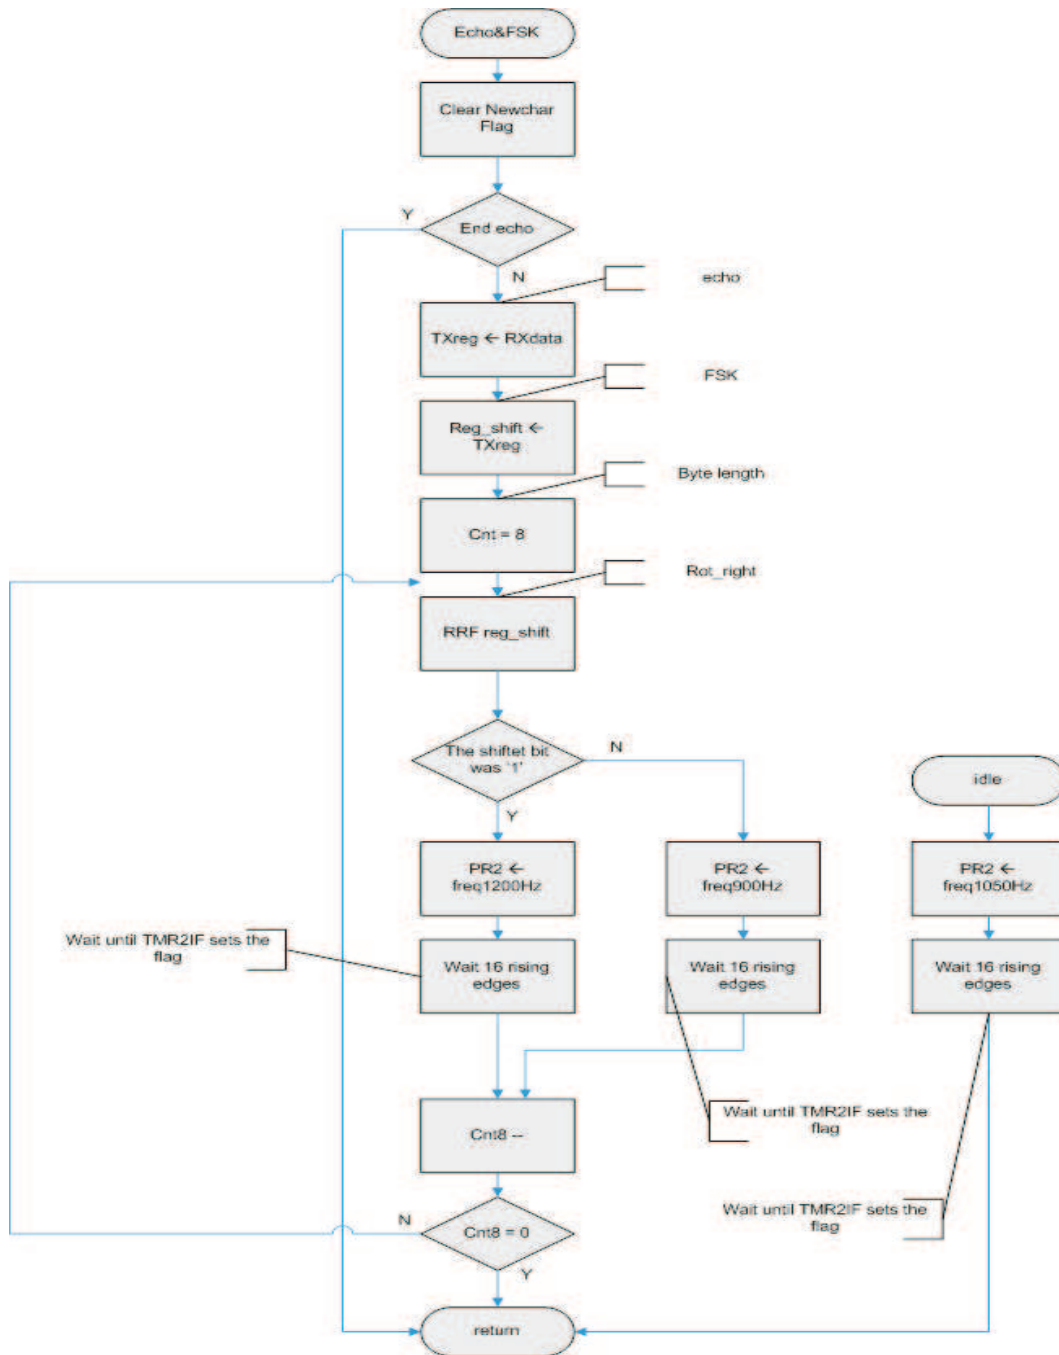 Echo&FSK
Clear Newchar
Flag
Y
End echo
N
echo
TXreg ← RXdata
FSK
Reg_shift ←
TXreg
Byte length
Cnt = 8
Rot_right
RRF reg_shift
The shiftet bit
was '1'
N
Y
idle
PR2 ←
freq1200Hz
PR2 ←
freq900Hz
PR2 ←
freq1050Hz
Wait until TMR2IF sets the
flag
Wait 16 rising
edges
Wait 16 rising
edges
Wait 16 rising
edges
Wait until TMR2IF sets the
flag
Cnt8 --
Wait until TMR2IF sets the
flag
N
Cnt8 = 0
Y
return